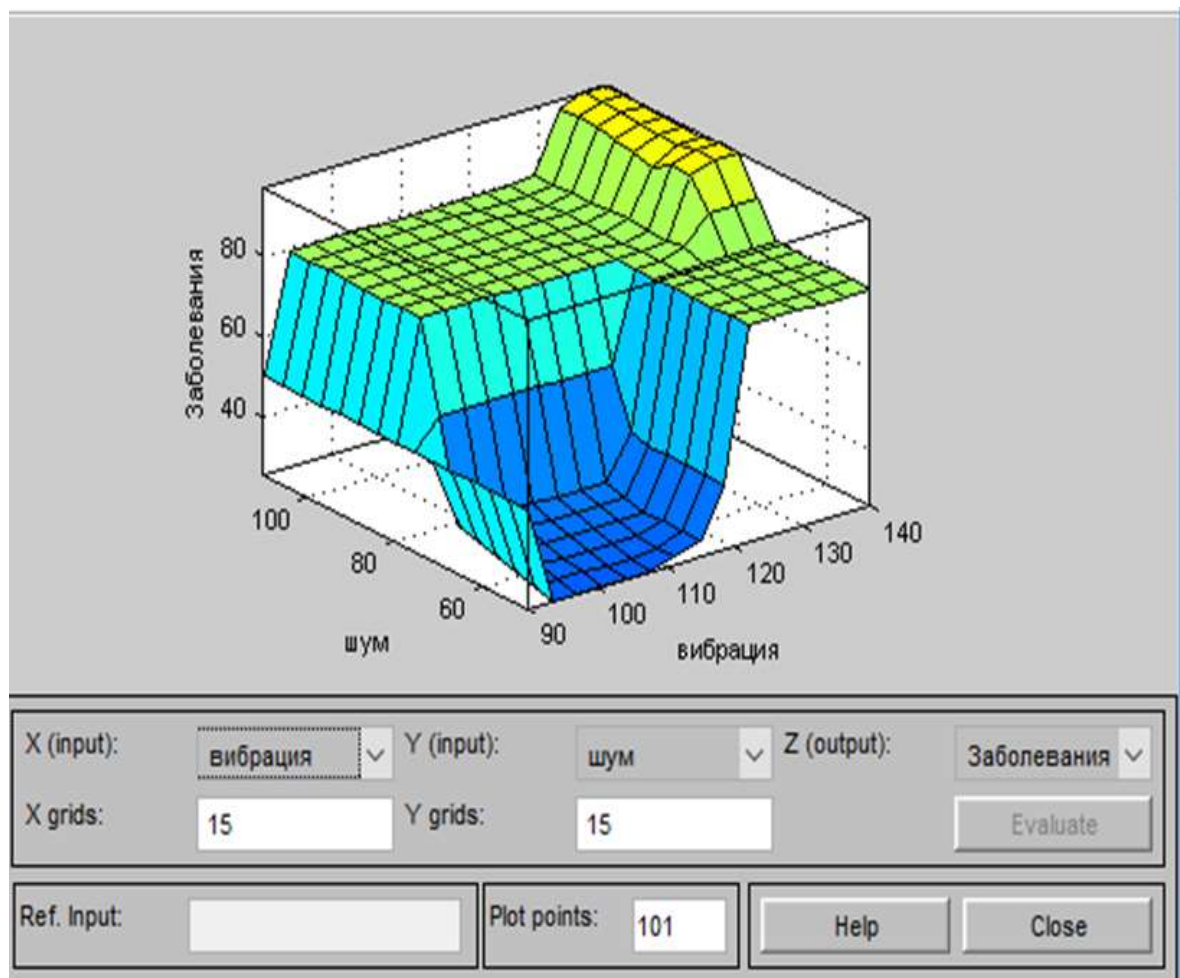 80
60
40
Заболевания
100
80
60
шум
90
100
110
120
130
140
вибрация
X (input):
вибрация
Y (input):
шум
Z (output):
Заболевания
X grids:
15
Y grids:
15
Evaluate
Ref. Input:
Plot points:
101
Help
Close